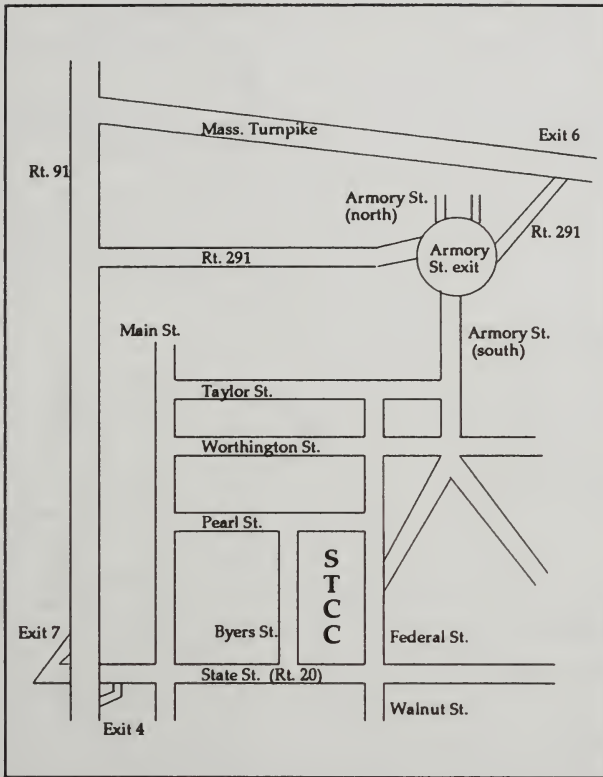 Mass. Turnpike
Exit 6
Rt. 91
Armory St.
(north)
Rt. 291
Armory
St. exit
Rt. 291
Main St.
Armory St.
(south)
Taylor St.
Worthington St.
Pearl St.
S
T
C
C
Exit 7
Byers St.
Federal St.
State St. (Rt. 20)
Walnut St.
Exit 4